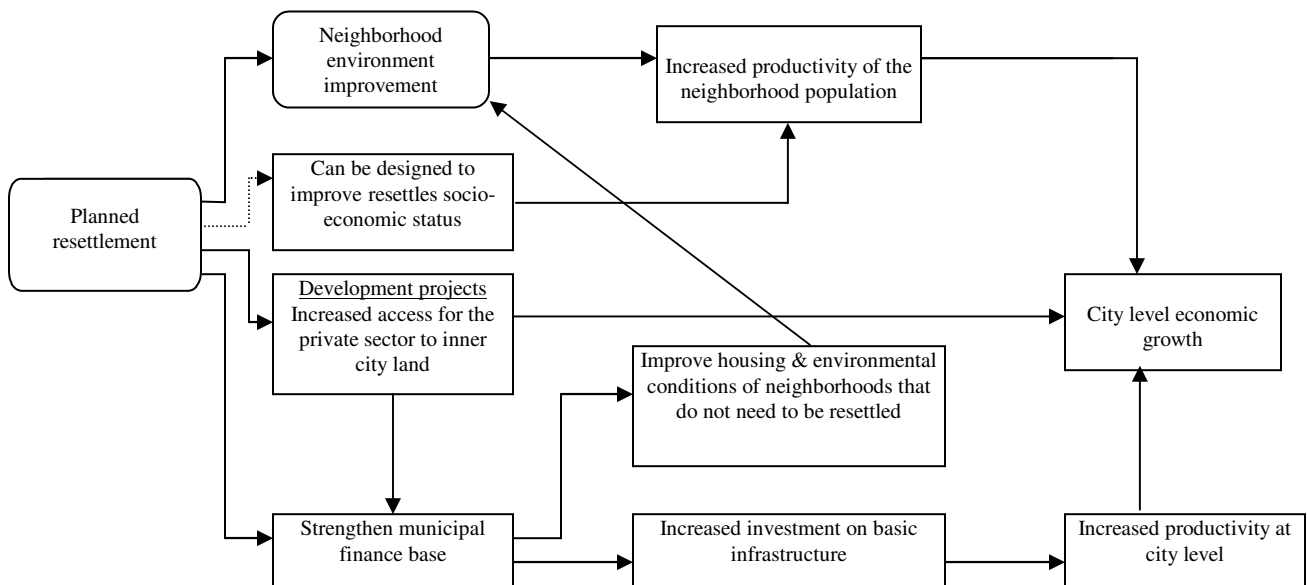 Neighborhood
environment
improvement
Increased productivity of the
neighborhood population
Can be designed to
improve resettles socio-
economic status
Planned
resettlement
Development projects
Increased access for the
private sector to inner
city land
City level economic
growth
Improve housing & environmental
conditions of neighborhoods that
do not need to be resettled
Strengthen municipal
finance base
Increased investment on basic
infrastructure
Increased productivity at
city level